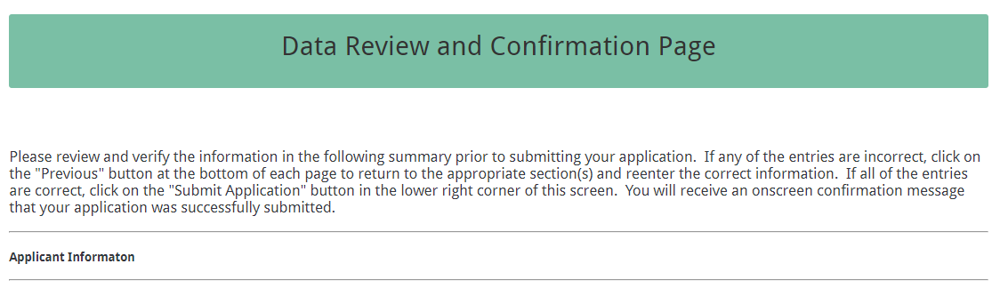 Data Review and Confirmation Page
Please review and verify the information in the following summary prior to submitting your application.  If any of the entries are incorrect, click on
the "Previous" button at the bottom of each page to return to the appropriate section(s) and reenter the correct information.  If all of the entries
are correct, click on the "Submit Application" button in the lower right corner of this screen.  You will receive an onscreen confirmation message
that your application was successfully submitted.
Applicant Informaton